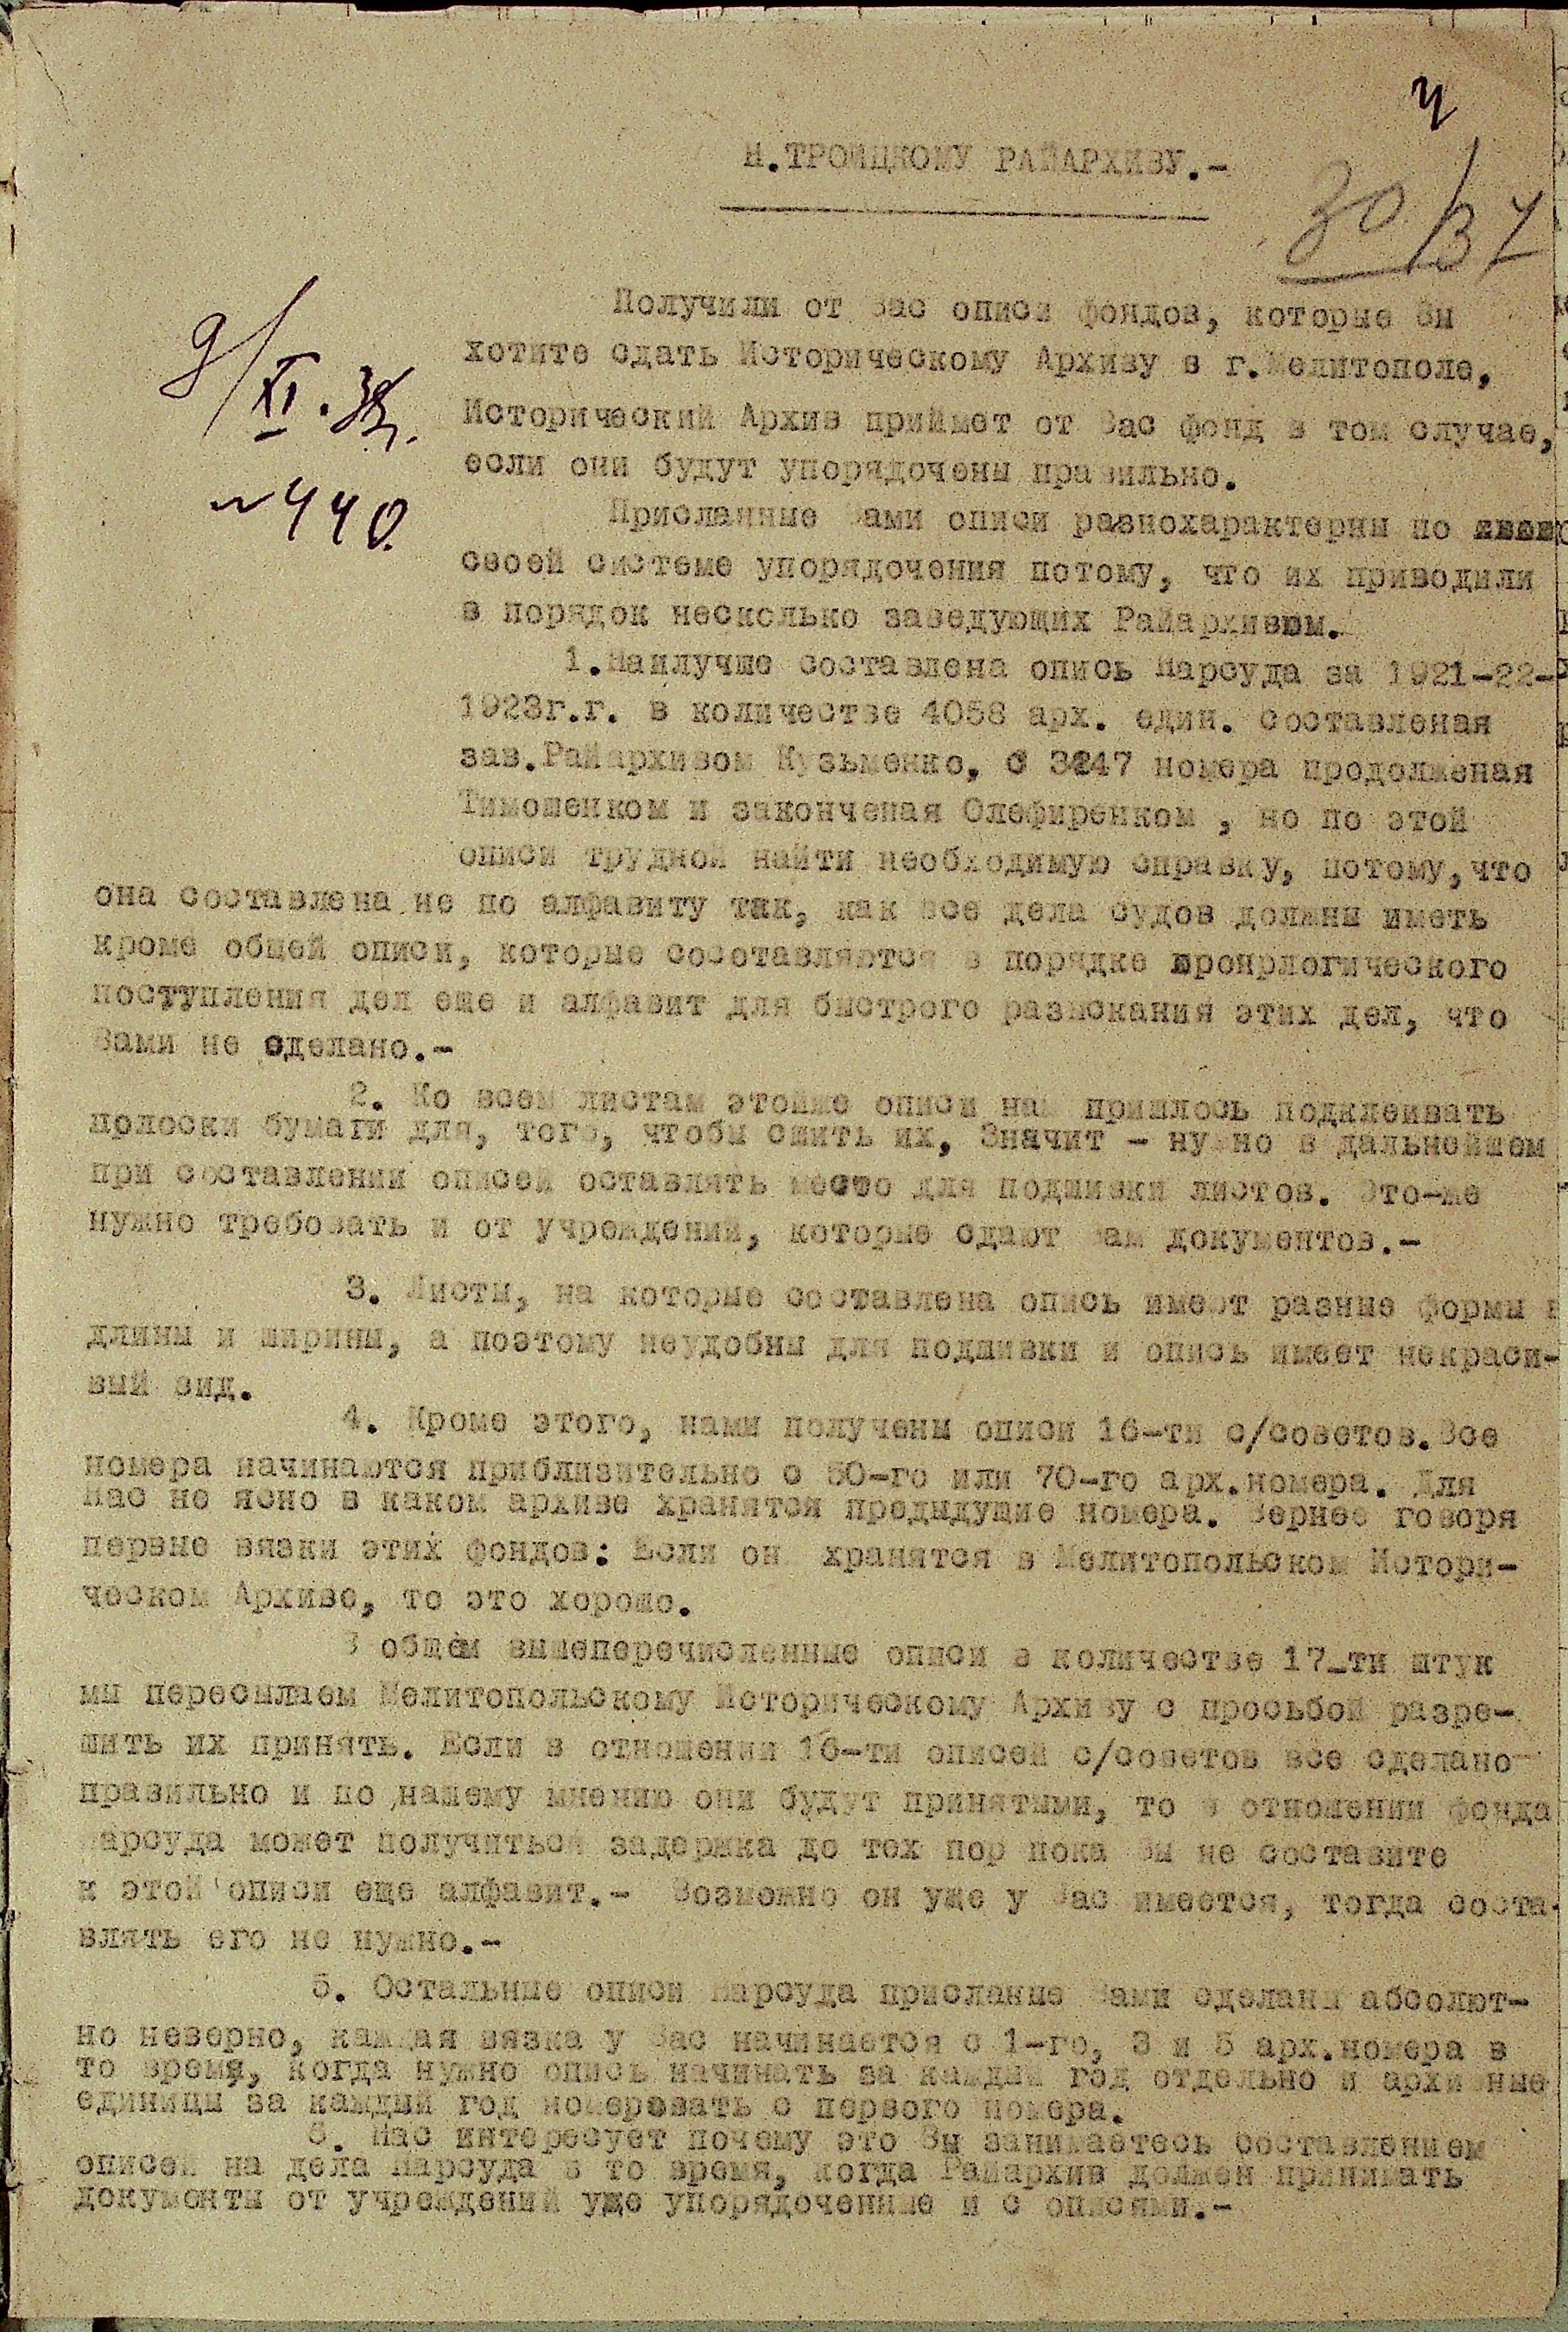 Н.ТРОИЦКОМУ РАЙАРХИВУ.-
30/37
9/XI.38г.
№440.
Получили от Вас описи фондов, которые Вы
хотите сдать Историческому Архиву в г.Мелитополе,
Исторический Архив приймет от Вас фонд в том случае,
если они будут упорядочены правильно.
Присланные Вами описи разнохарактерны по
своей системе упорядочения потому, что их приводили
в порядок несколько заведующих Райархивом.
1.Наилучше составлена опись Нарсуда за 1921-22-
1923г.г. в количестве 4058 арх. един. составленая
зав.Райархивом Кузьменко, с 3247 номера продолженая
Тимошенком и законченая Олефиренком , но по этой
описи трудной найти необходимую справку, потому,что
она составлена не по алфавиту так, как все дела судов должны иметь
кроме общей описи, которые сосотавляются в порядке хронрлогического
поступления дел еще и алфавит для быстрого разыскания этих дел, что
Вами не сделано.-
2. Ко всем листам этойже описи нам пришлось подклеивать
полоски бумаги для, того, чтобы сшить их, Значит - нужно в дальнейшем
при составлении описей оставлять место для подшивки листов. Это-же
нужно требовать и от учреждений, которые сдают Вам документов.-
3. Листы, на которые составлена опись имеют разные формы в
длины и ширины, а поэтому неудобны для подшивки и опись имеет некраси-
вый вид.
4. Кроме этого, нами получены описи 16-ти с/советов.Все
номера начинаются приблизительно с 50-го или 70-го арх.номера. Для
Нас не ясно в каком архиве хранятся предыдущие номера. Вернее говоря
первые вязки этих фондов: Если он хранятся в Мелитопольском Истори-
ческом Архиве, то это хорошо.
В общем вышеперечисленные описи в количестве 17-ти штук
мы пересылаем Мелитопольскому Историческому Архиву с просьбой разре-
шить их принять. Если в отношении 16-ти описей с/советов все сделано
правильно и по нашему мнению они будут принятыми, то в отношении фонда
Нарсуда может получиться задержка до тех пор пока Вы не составите
к этой описи еще алфавит.- Возможно он уже у Вас имеется, тогда соста-
влять его не нужно.-
5. Остальные описи Нарсуда присланые Вами сделаны абсолют-
но неверно, каждая вязка у Вас начинается с 1-го, 3 и 5 арх.номера в
то время, когда нужно опись начинать за каждый год отдельно и архивные
единицы за каждый год номеровать с первого номера.
6. Нас интересует почему это Вы занимаетесь составлением
описей на дела Нарсуда в то время, когда Райархив должен принимать
документы от учреждений уже упорядоченные и с описями.-